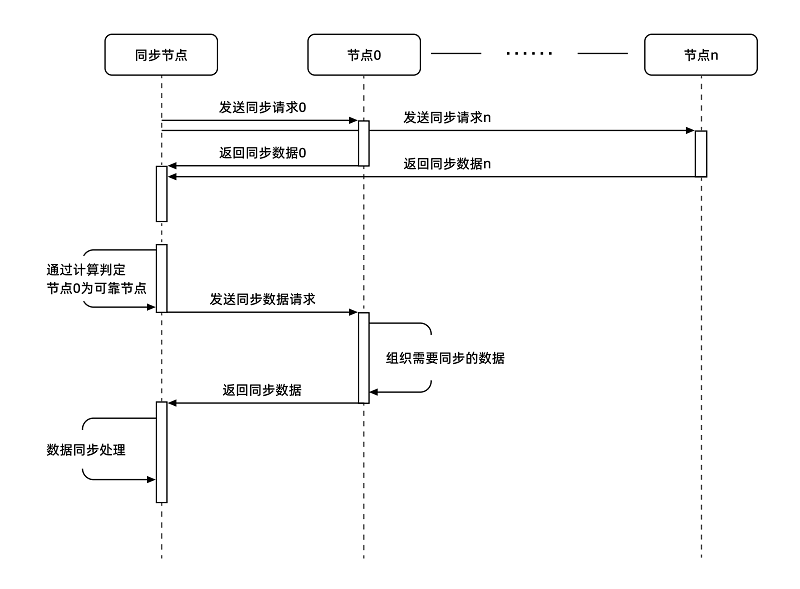 同步节点
节点0
······
节点n
发送同步请求0
发送同步请求n
返回同步数据0
返回同步数据n
通过计算判定
节点0为可靠节点
发送同步数据请求
组织需要同步的数据
返回同步数据
数据同步处理